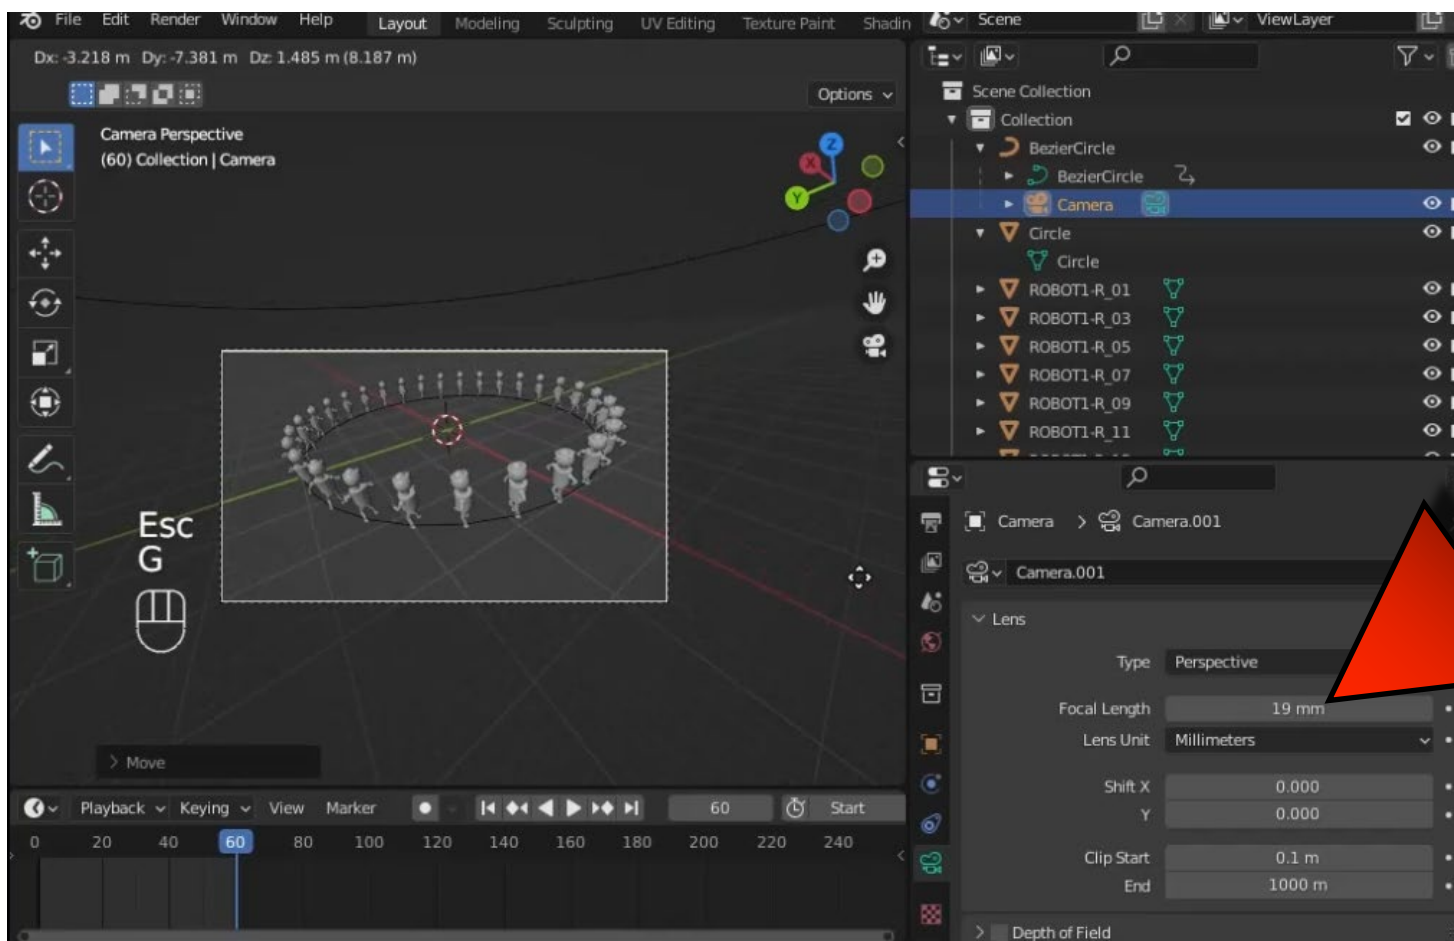 File Edit Render Window Help Layout Modeling Sculpting UV Editing Texture Paint Shadin Scene ViewLayer
Dx: -3.218 m Dy: -7.381 m Dz: 1.485 m (8.187 m)
Options
Camera Perspective
(60) Collection | Camera
Z
X
Y
Esc
G
Move
Scene Collection
Collection
BezierCircle
BezierCircle
Camera
Circle
Circle
ROBOT1-R_01
ROBOT1-R_03
ROBOT1-R_05
ROBOT1-R_07
ROBOT1-R_09
ROBOT1-R_11
Camera > Camera.001
Camera.001
Lens
Type Perspective
Focal Length 19 mm
Lens Unit Millimeters
Shift X 0.000
Y 0.000
Clip Start 0.1 m
End 1000 m
Depth of Field
Playback Keying View Marker 60 Start
0 20 40 60 80 100 120 140 160 180 200 220 240